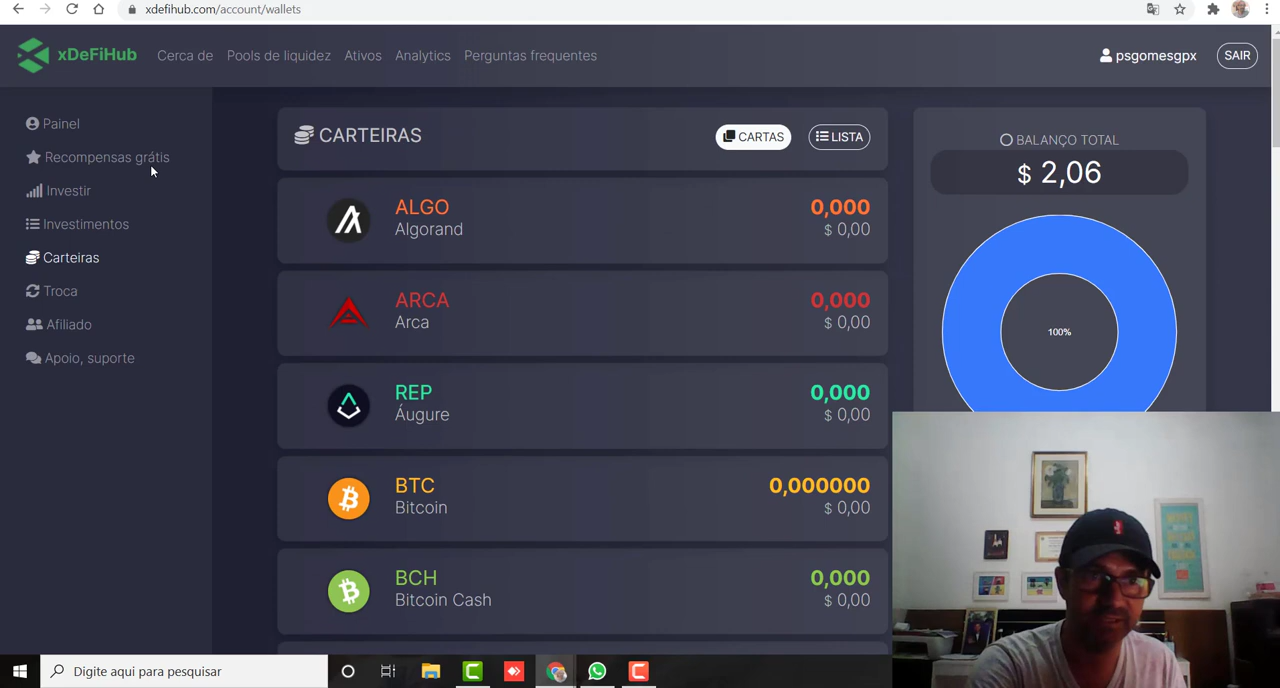 xdefihub.com/account/wallets
xDeFiHub
Cerca de
Pools de liquidez
Ativos
Analytics
Perguntas frequentes
psgomesgpx
SAIR
Painel
Recompensas grátis
Investir
Investimentos
Carteiras
Troca
Afiliado
Apoio, suporte
CARTEIRAS
CARTAS
LISTA
ALGO
Algorand
0,000
$ 0,00
ARCA
Arca
0,000
$ 0,00
REP
Áugure
0,000
$ 0,00
BTC
Bitcoin
0,000000
$ 0,00
BCH
Bitcoin Cash
0,000
$ 0,00
BALANÇO TOTAL
$ 2,06
100%
Digite aqui para pesquisar